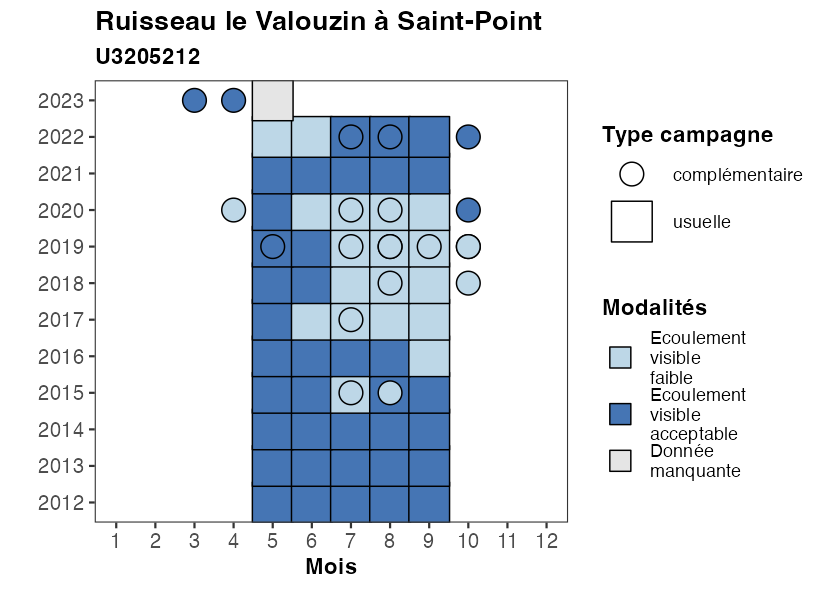 Ruisseau le Valouzin à Saint-Point
U3205212
2023
2022
2021
2020
2019
2018
2017
2016
2015
2014
2013
2012
1 2 3 4 5 6 7 8 9 10 11 12
Mois
Type campagne
complémentaire
usuelle
Modalités
Ecoulement
visible
faible
Ecoulement
visible
acceptable
Donnée
manquante